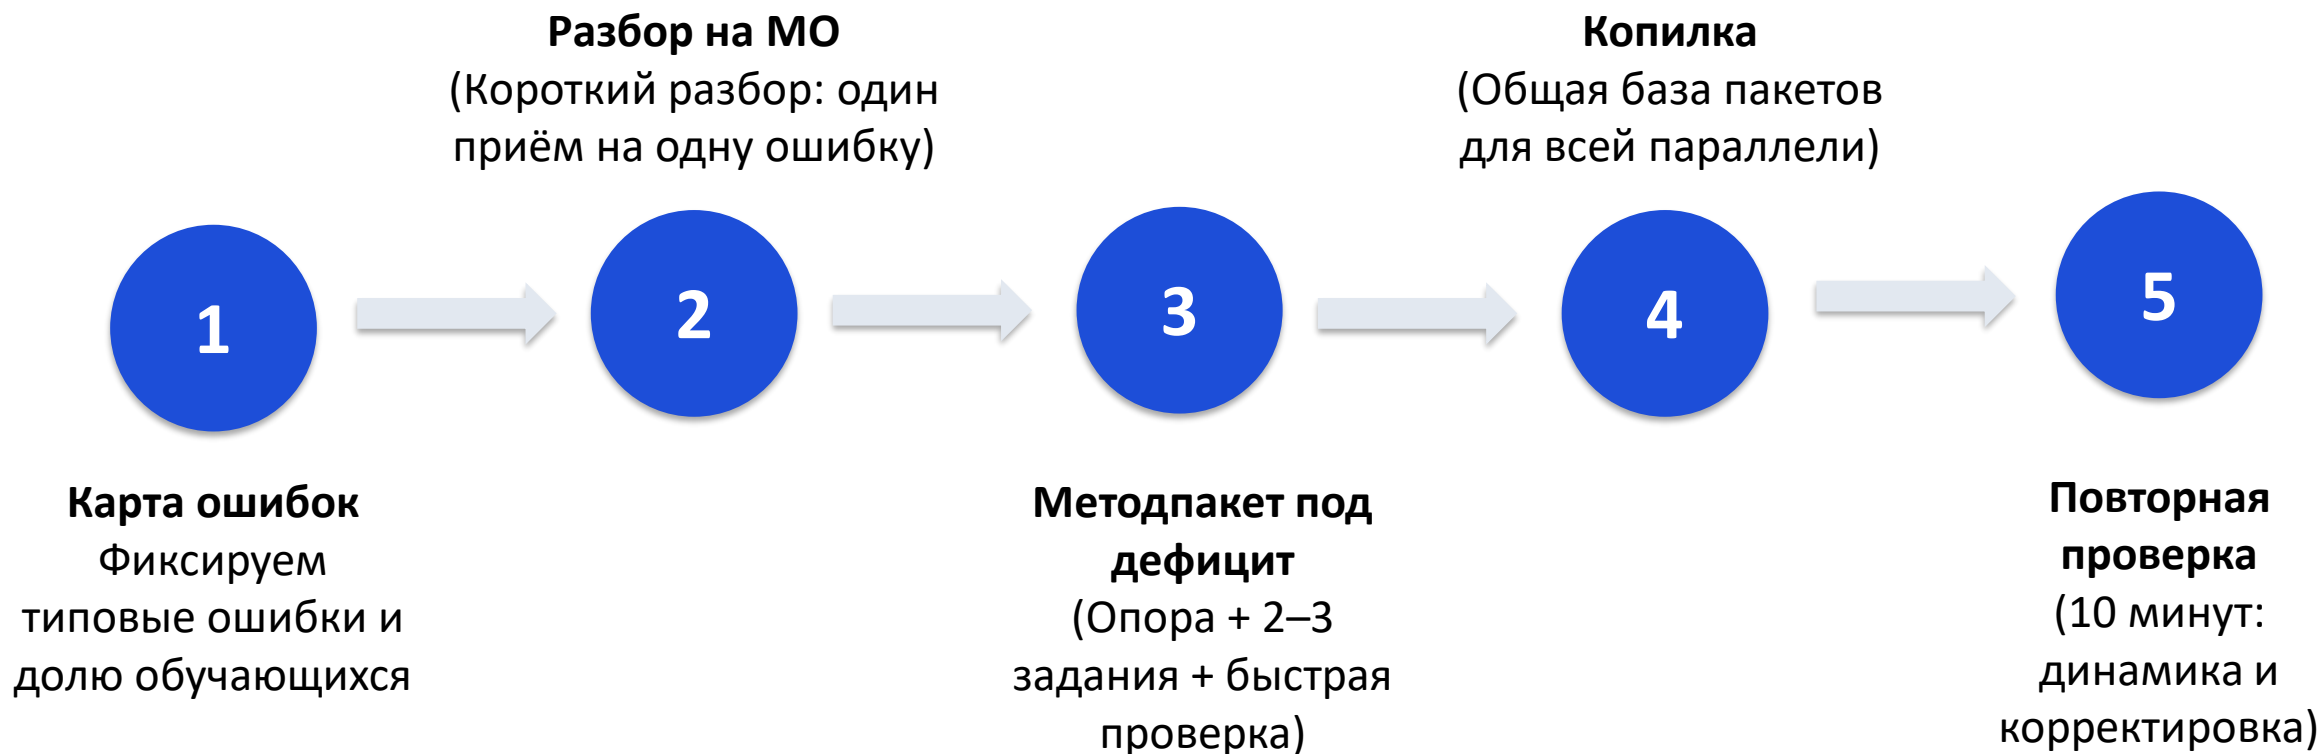 Разбор на МО
(Короткий разбор: один
приём на одну ошибку)
Копилка
(Общая база пакетов
для всей параллели)
1
2
3
4
5
Карта ошибок
Фиксируем
типовые ошибки и
долю обучающихся
Методпакет под
дефицит
(Опора + 2–3
задания + быстрая
проверка)
Повторная
проверка
(10 минут:
динамика и
корректировка)